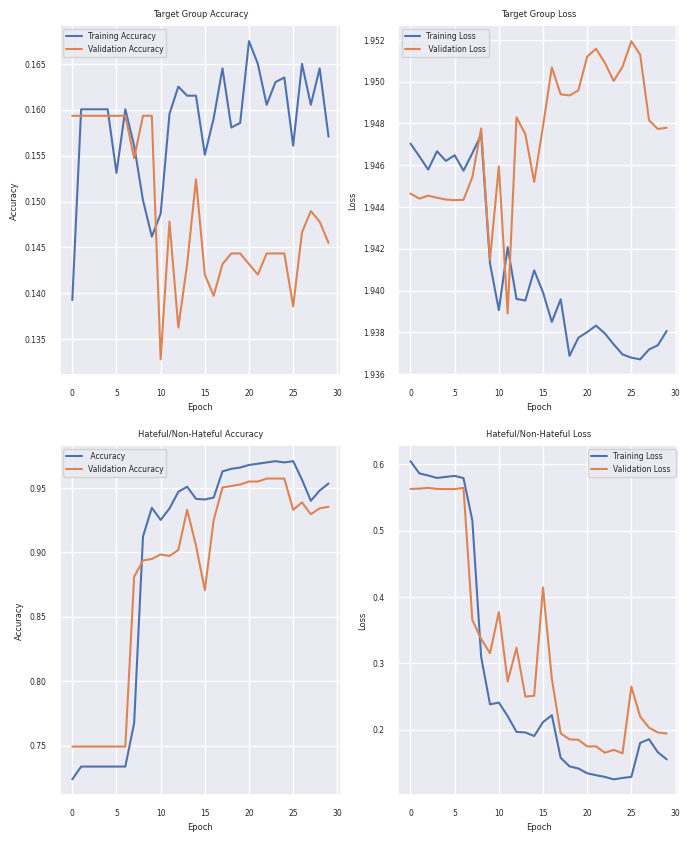 Target Group Accuracy
Training Accuracy
Validation Accuracy
0.165
0.160
0.155
0.150
0.145
0.140
0.135
Accuracy
0 5 10 15 20 25 30
Epoch
Target Group Loss
Training Loss
Validation Loss
1.952
1.950
1.948
1.946
1.944
1.942
1.940
1.938
1.936
Loss
0 5 10 15 20 25 30
Epoch
Hateful/Non-Hateful Accuracy
Accuracy
Validation Accuracy
0.95
0.90
0.85
0.80
0.75
Accuracy
0 5 10 15 20 25 30
Epoch
Hateful/Non-Hateful Loss
Training Loss
Validation Loss
0.6
0.5
0.4
0.3
0.2
Loss
0 5 10 15 20 25 30
Epoch